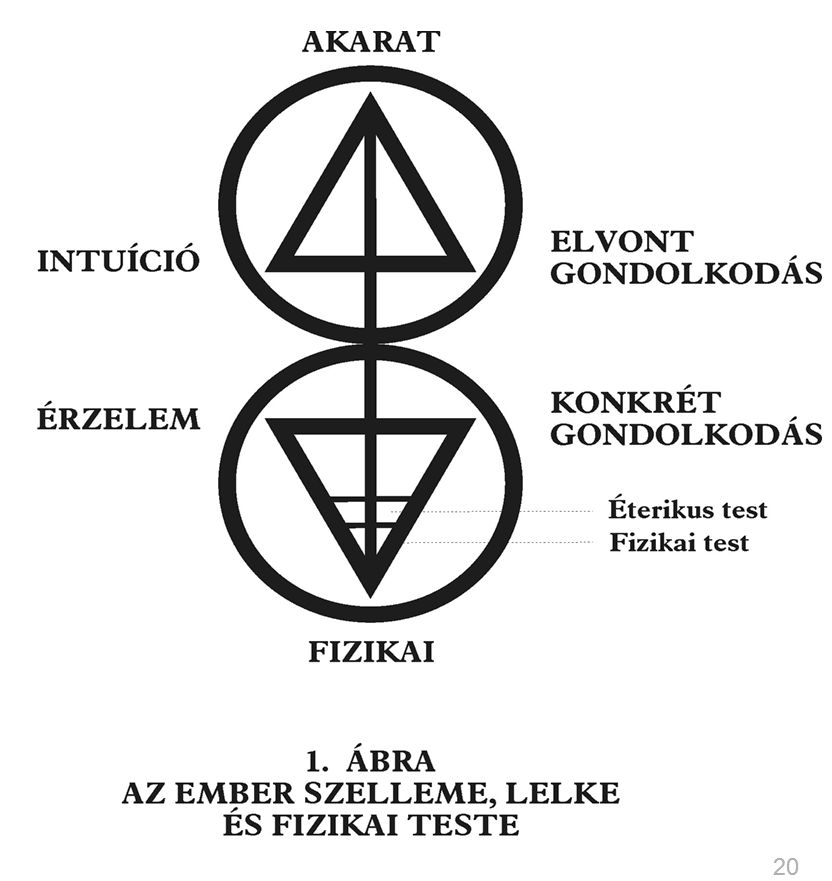 AKARAT
INTUÍCIÓ
ELVONT
GONDOLKODÁS
ÉRZELEM
KONKRÉT
GONDOLKODÁS
Éterikus test
Fizikai test
FIZIKAI
1. ÁBRA
AZ EMBER SZELLEME, LELKE
ÉS FIZIKAI TESTE
20